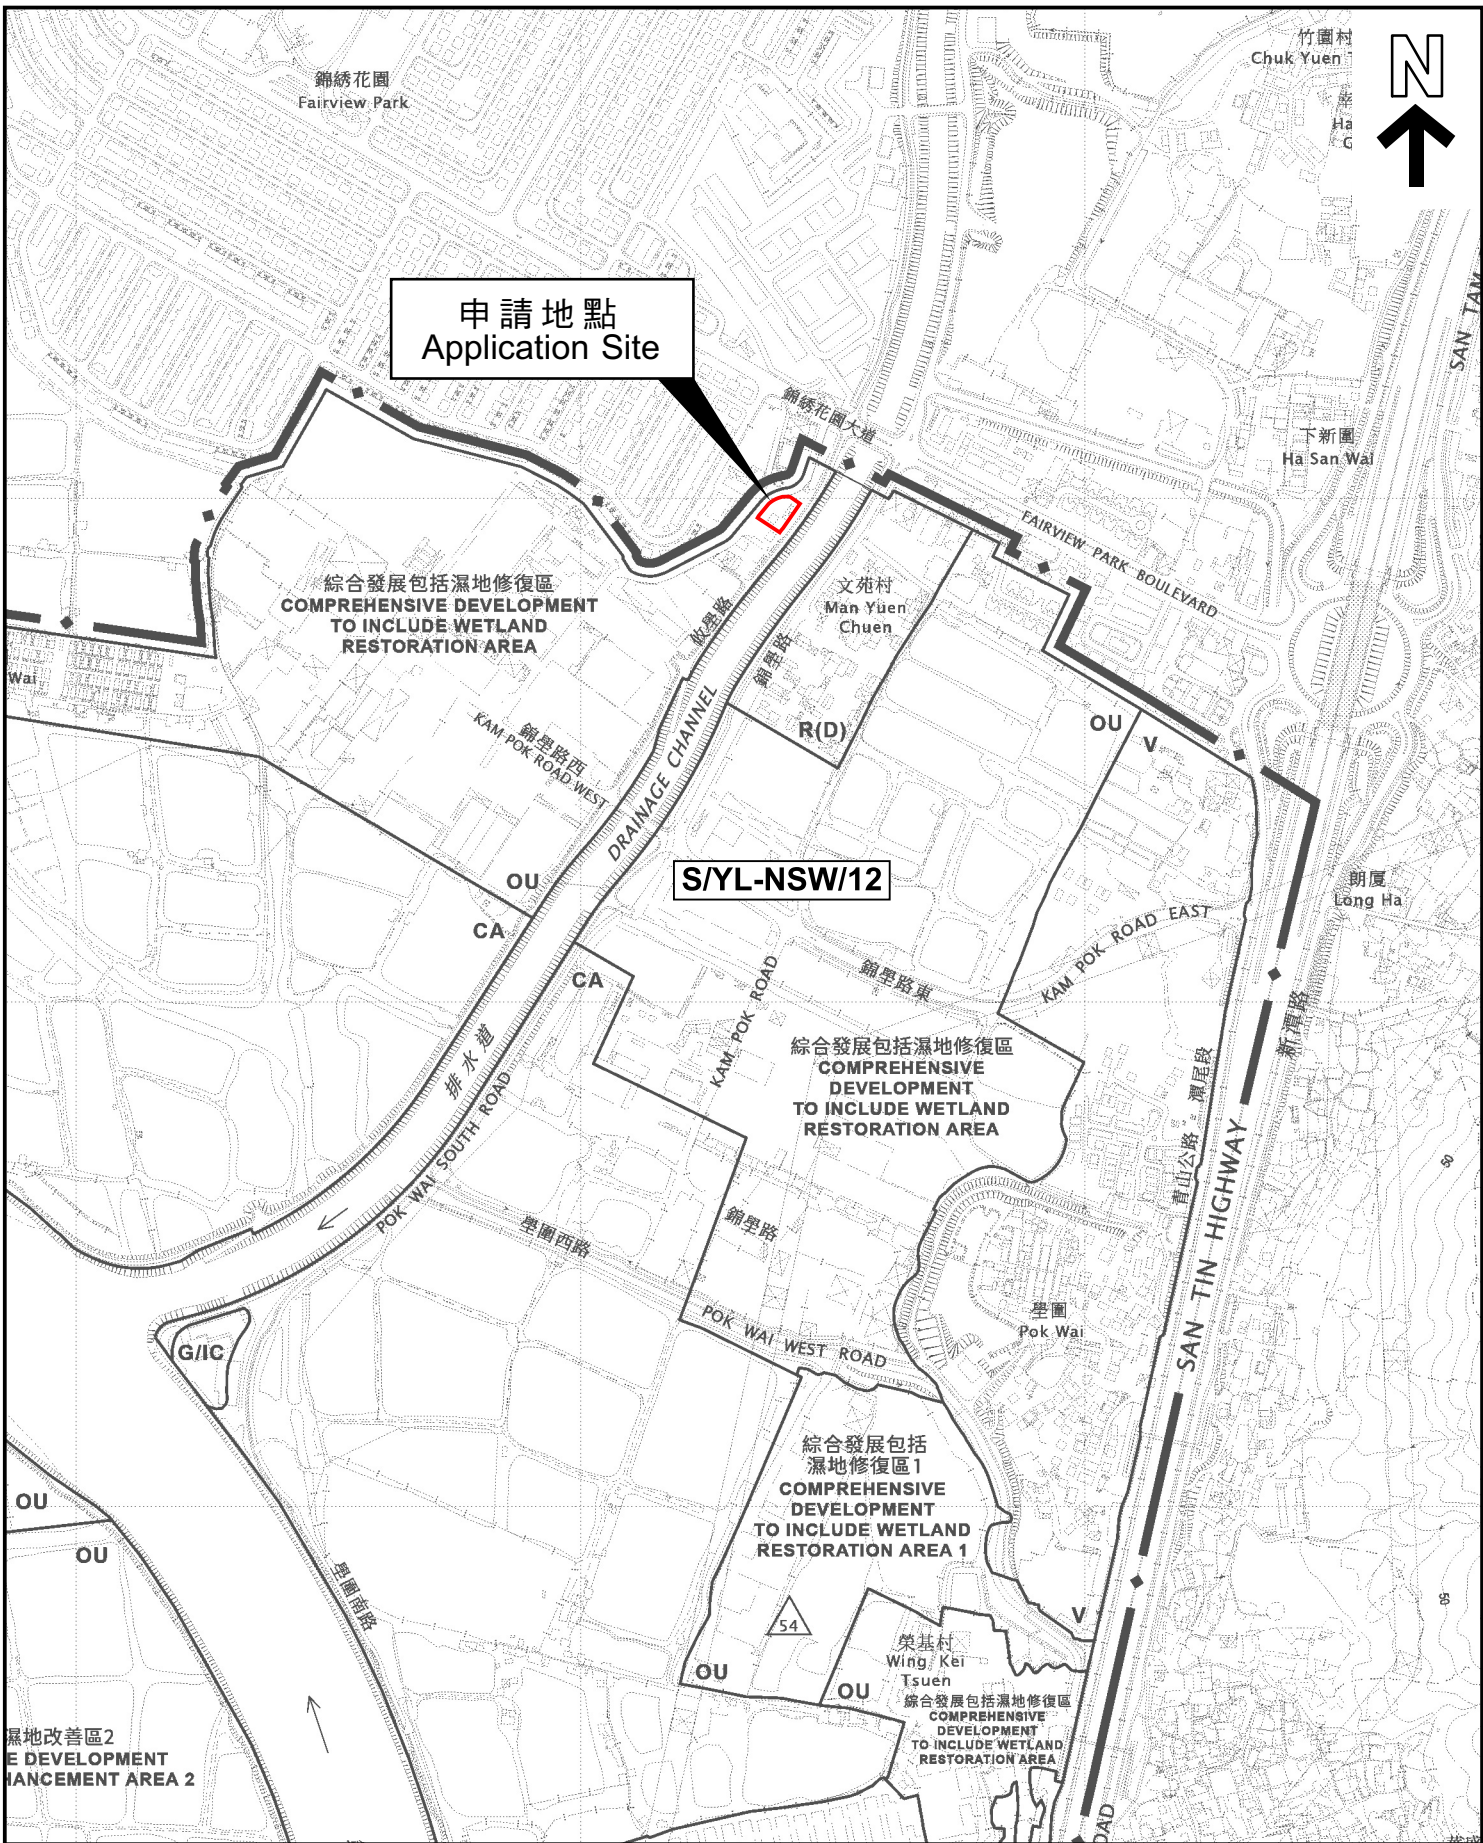 竹園村
Chuk Yuen
N
錦綉花園
Fairview Park
Ha
SAN TAM
申請地點
Application Site
錦綉花園大道
下新圍
Ha San Wai
FAIRVIEW PARK BOULEVARD
綜合發展包括濕地修復區
COMPREHENSIVE DEVELOPMENT
TO INCLUDE WETLAND
RESTORATION AREA
文苑村
Man Yuen
Chuen
Wai
錦壆路
R(D)
OU
V
錦壆路西
KAM POK ROAD WEST
DRAINAGE CHANNEL
S/YL-NSW/12
OU
CA
CA
朗厦
Long Ha
KAM POK ROAD EAST
錦壆路東
KAM POK ROAD
新潭路
綜合發展包括濕地修復區
COMPREHENSIVE
DEVELOPMENT
TO INCLUDE WETLAND
RESTORATION AREA
排水道
POK WAI SOUTH ROAD
青山公路 - 潭尾段
SAN TIN HIGHWAY
50
壆圍西路
錦壆路
POK WAI WEST ROAD
壆圍
Pok Wai
G/IC
綜合發展包括
濕地修復區1
COMPREHENSIVE
DEVELOPMENT
TO INCLUDE WETLAND
RESTORATION AREA 1
OU
OU
壆圍南路
54
V
50
榮基村
Wing Kei
Tsuen
OU
OU
綜合發展包括濕地修復區
COMPREHENSIVE
DEVELOPMENT
TO INCLUDE WETLAND
RESTORATION AREA
濕地改善區2
E DEVELOPMENT
HANCEMENT AREA 2
OAD